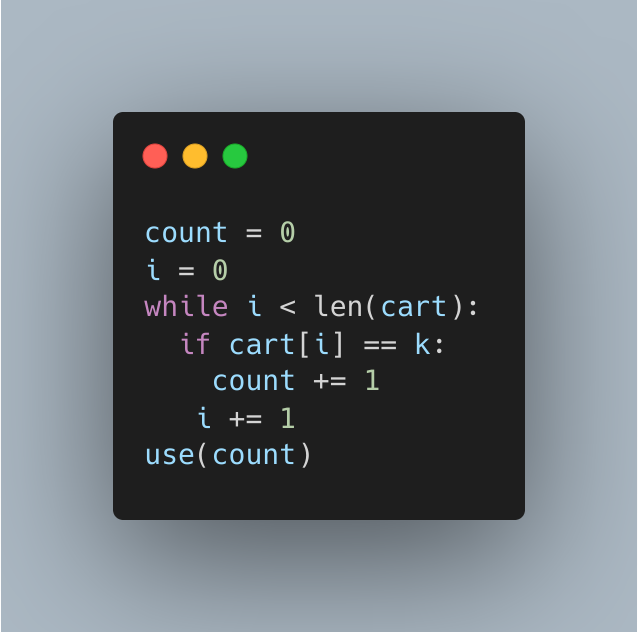 count = 0
i = 0
while i < len(cart):
  if cart[i] == k:
    count += 1
   i += 1
use(count)